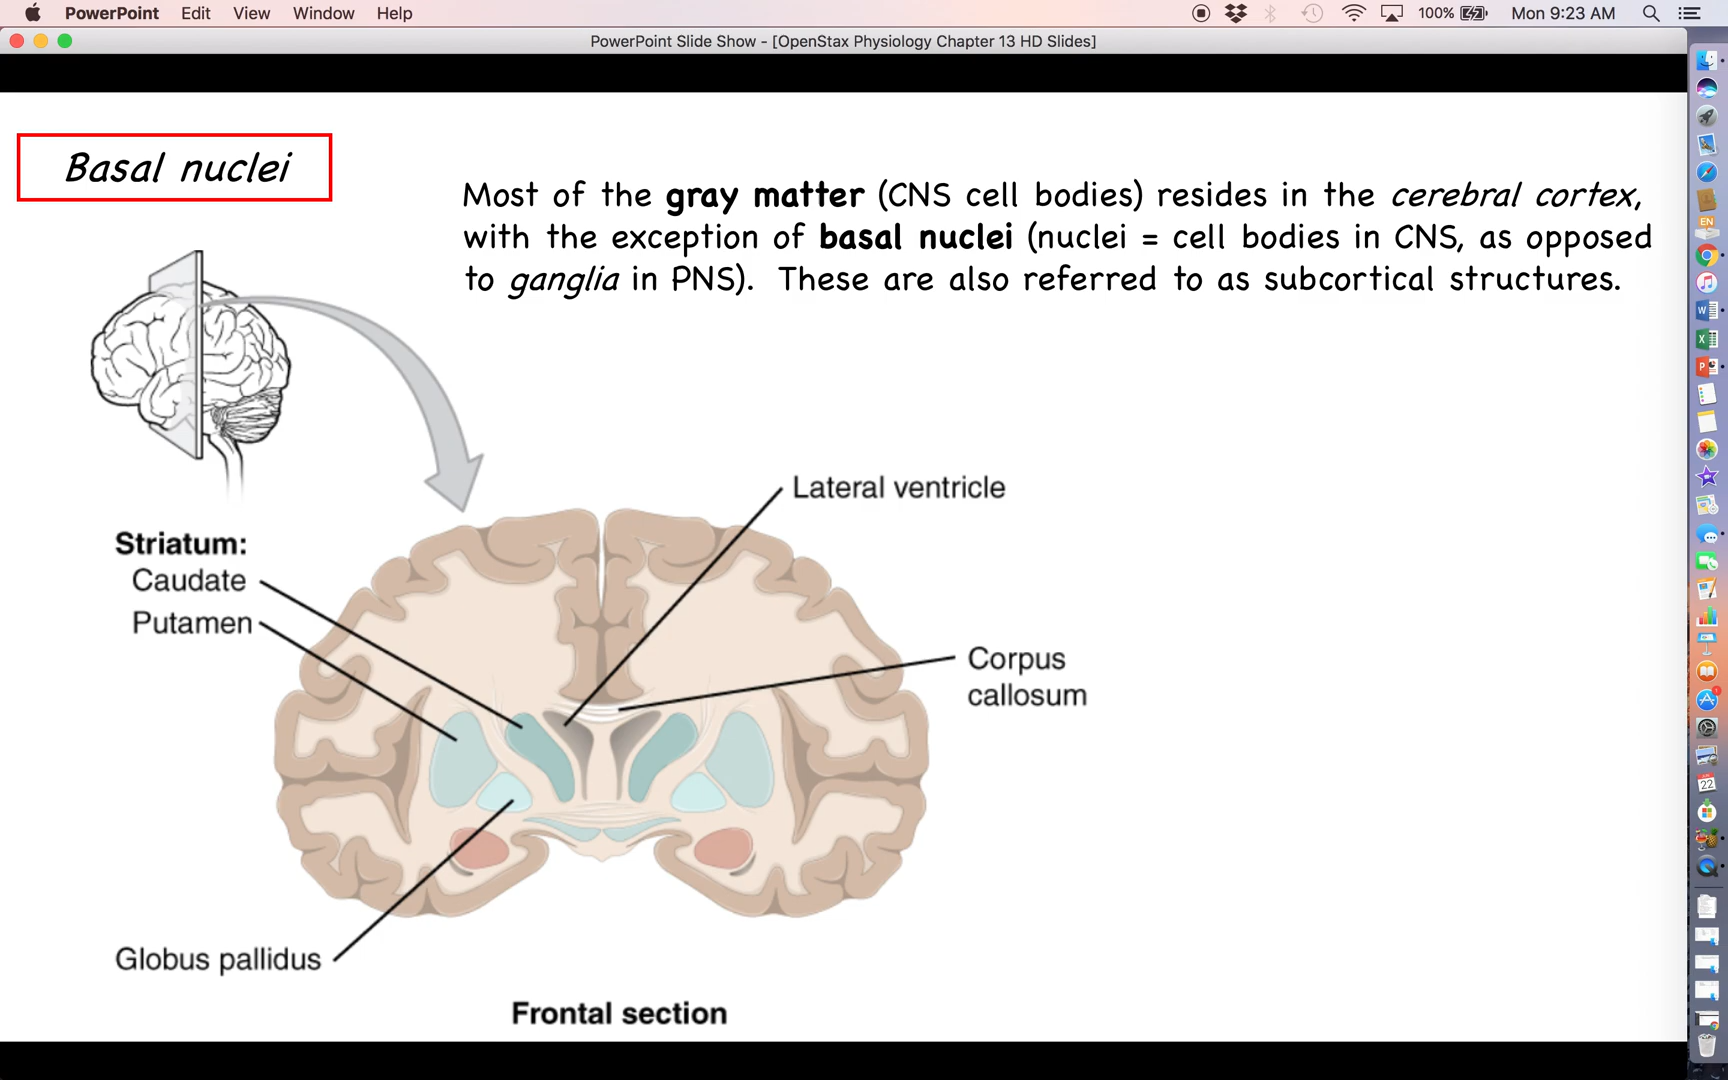 PowerPoint Edit View Window Help 100% Mon 9:23 AM
PowerPoint Slide Show - [OpenStax Physiology Chapter 13 HD Slides]
Basal nuclei
Most of the gray matter (CNS cell bodies) resides in the cerebral cortex,
with the exception of basal nuclei (nuclei = cell bodies in CNS, as opposed
to ganglia in PNS). These are also referred to as subcortical structures.
Lateral ventricle
Striatum:
Caudate
Putamen
Corpus
callosum
Globus pallidus
Frontal section
EN
W
X
P
22